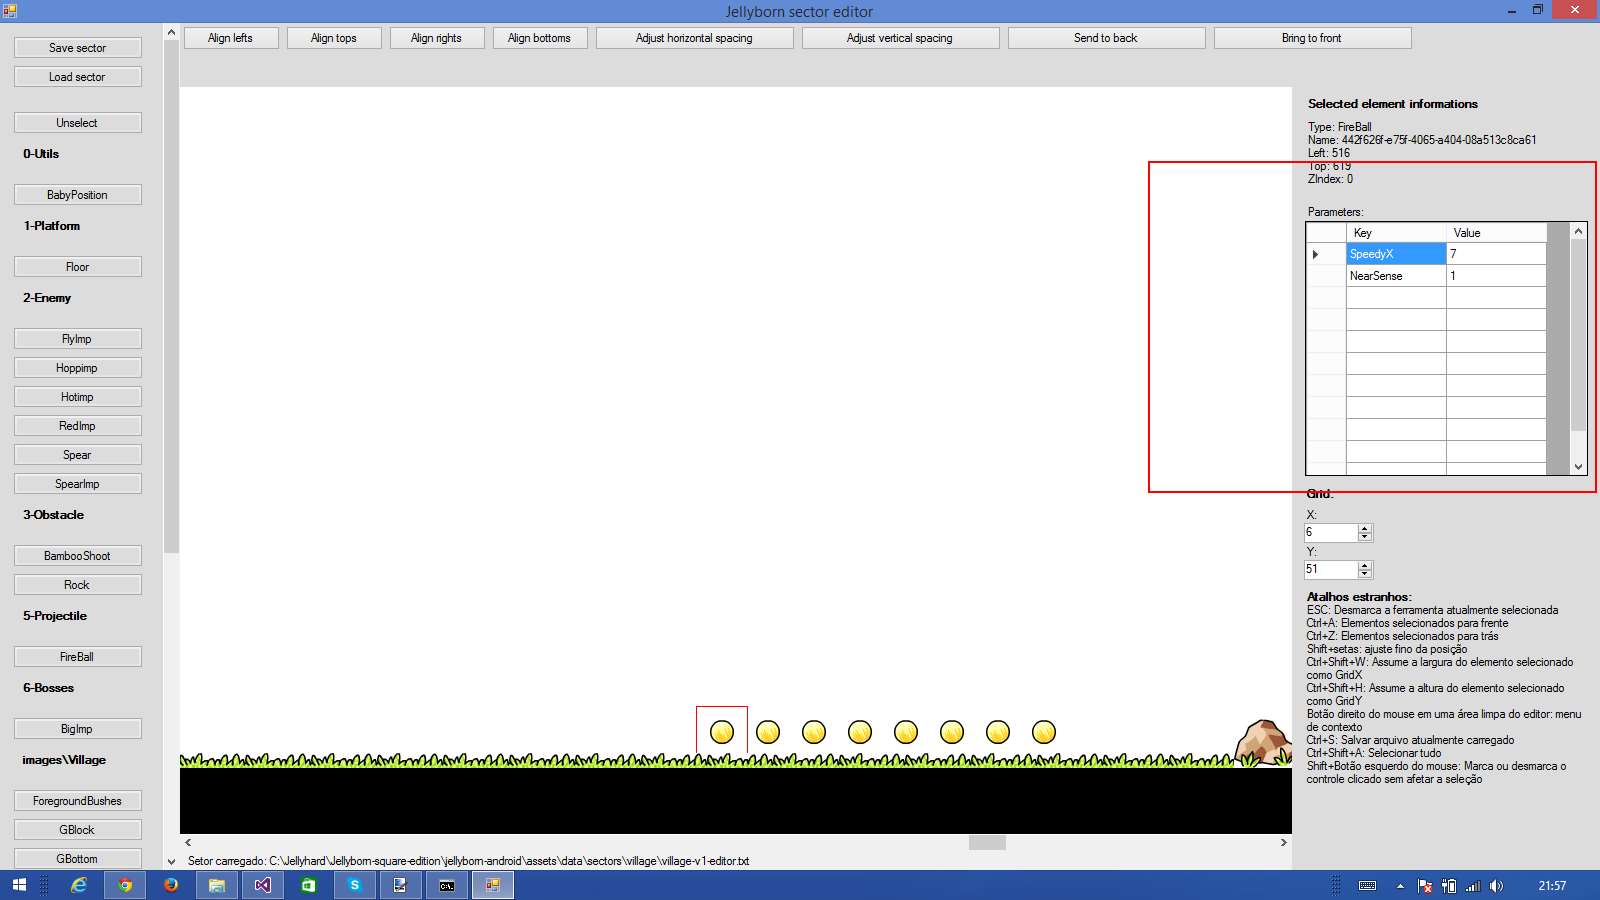 Jellyborn sector editor
Save sector
Load sector
Unselect
0-Utils
BabyPosition
1-Platform
Floor
2-Enemy
FlyImp
Hoppimp
Hotimp
RedImp
Spear
SpearImp
3-Obstacle
BambooShoot
Rock
5-Projectile
FireBall
6-Bosses
BigImp
images\Village
ForegroundBushes
GBlock
GBottom
Align lefts
Align tops
Align rights
Align bottoms
Adjust horizontal spacing
Adjust vertical spacing
Send to back
Bring to front
Selected element informations
Type: FireBall
Name: 442f626f-e75f-4065-a404-08a513c8ca61
Left: 516
Top: 619
ZIndex: 0
Parameters:
Key Value
SpeedyX 7
NearSense 1
Grid:
X:
6
Y:
51
Atalhos estranhos:
ESC: Desmarca a ferramenta atualmente selecionada
Ctrl+A: Elementos selecionados para frente
Ctrl+Z: Elementos selecionados para trás
Shift+setas: ajuste fino da posição
Ctrl+Shift+W: Assume a largura do elemento selecionado
como GridX
Ctrl+Shift+H: Assume a altura do elemento selecionado
como GridY
Botão direito do mouse em uma área limpa do editor: menu
de contexto
Ctrl+S: Salvar arquivo atualmente carregado
Ctrl+Shift+A: Selecionar tudo
Shift+Botão esquerdo do mouse: Marca ou desmarca o
controle clicado sem afetar a seleção
Setor carregado: C:\Jellyhard\Jellyborn-square-edition\jellyborn-android\assets\data\sectors\village\village-v1-editor.txt
21:57